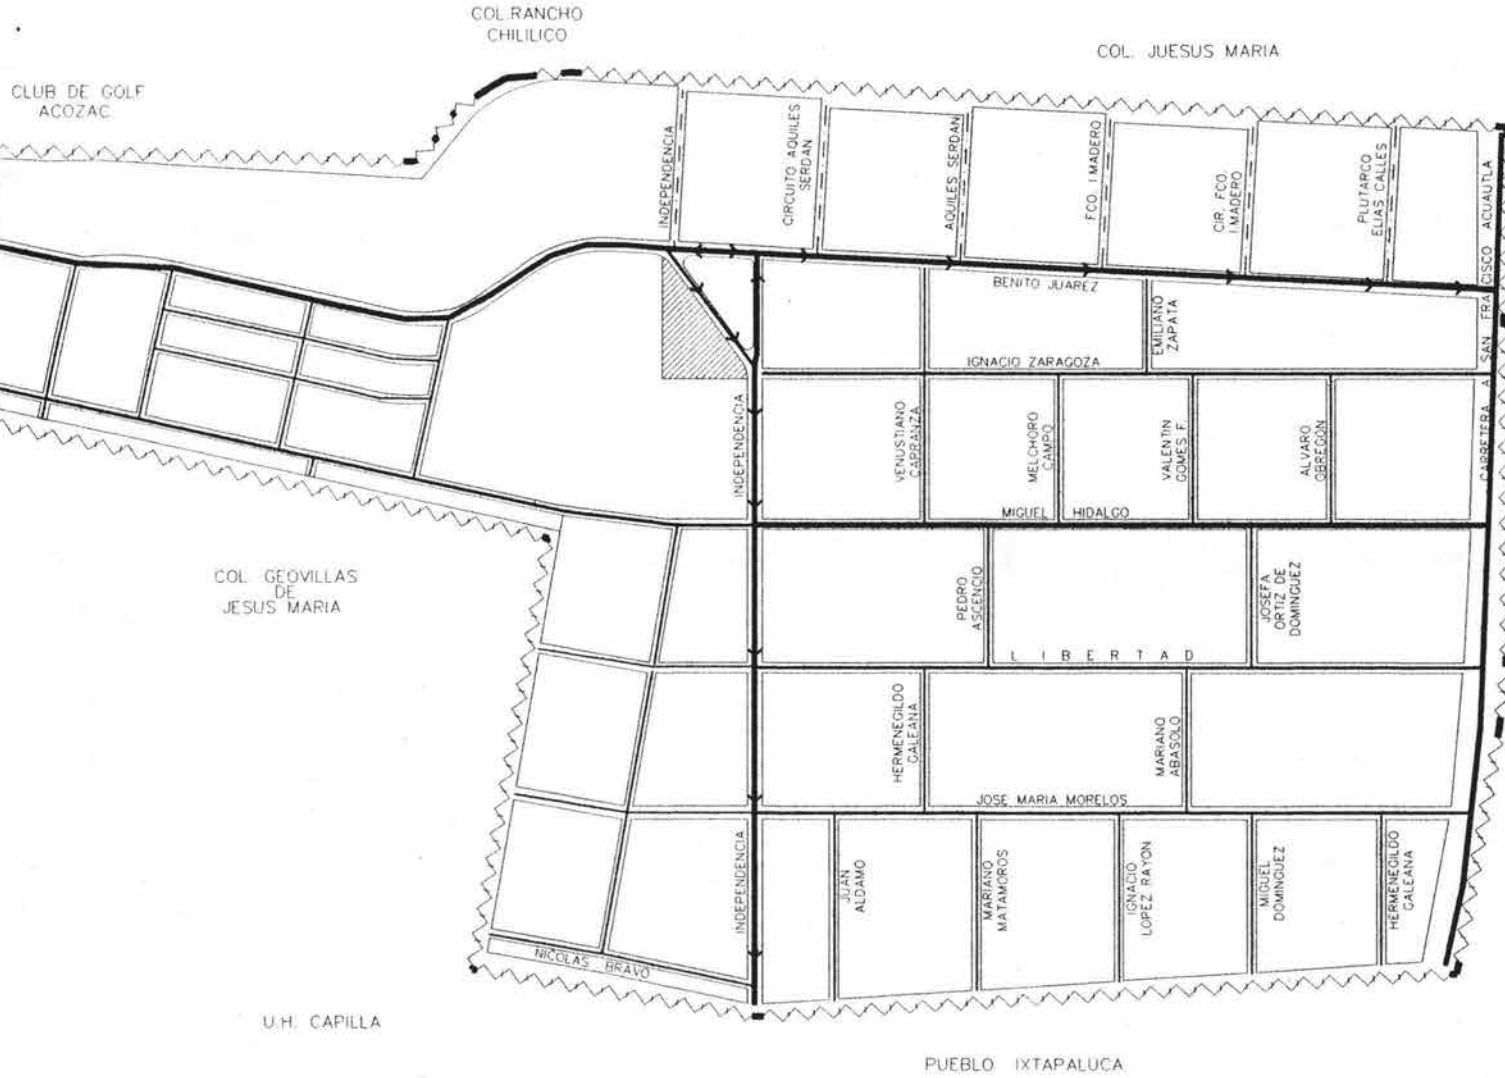 COL. RANCHO
CHILILICO
COL. JUESUS MARIA
CLUB DE GOLF
ACOZAC
INDEPENDENCIA
CIRCUITO AQUILES
SERDAN
AQUILES SERDAN
FCO. I MADERO
CIR. FCO.
I.MADERO
PLUTARCO
ELIAS CALLES
CARRETERA A SAN FRA CISCO ACUAUTLA
BENITO JUAREZ
EMILIANO
ZAPATA
IGNACIO ZARAGOZA
INDEPENDENCIA
VENUSTIANO
CARRANZA
MELCHORO
CAMPO
VALENTIN
GOMES F.
ALVARO
OBREGON
MIGUEL HIDALGO
COL. GEOVILLAS
DE
JESUS MARIA
PEDRO
ASCENCIO
JOSEFA
ORTIZ DE
DOMINGUEZ
L I B E R T A D
HERMENEGILDO
GALEANA
MARIANO
ABASOLO
JOSE MARIA MORELOS
INDEPENDENCIA
JUAN
ALDAMO
MARIANO
MATAMOROS
IGNACIO
LOPEZ RAYON
MIGUEL
DOMINGUEZ
HERMENEGILDO
GALEANA
NICOLAS BRAVO
U.H. CAPILLA
PUEBLO IXTAPALUCA